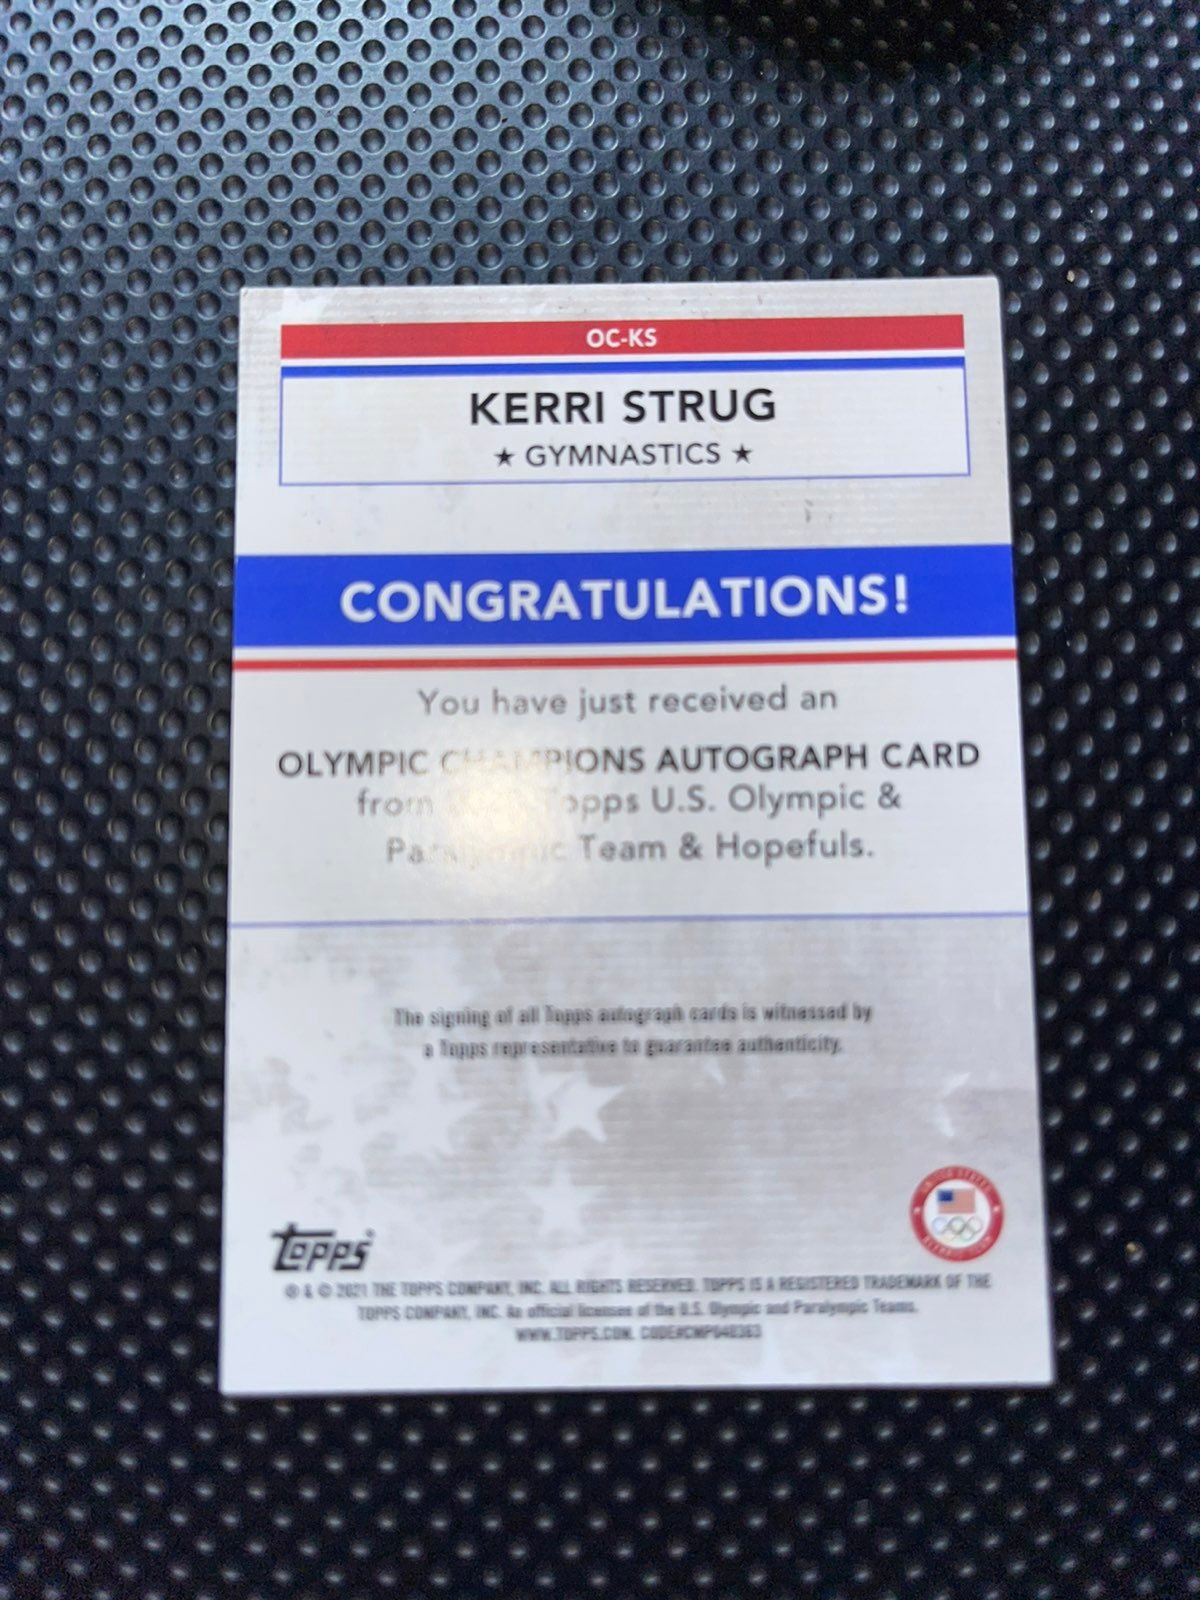 OC-KS
KERRI STRUG
★ GYMNASTICS ★
CONGRATULATIONS!
You have just received an
OLYMPIC CHAMPIONS AUTOGRAPH CARD
from Topps U.S. Olympic &
Paralympic Team & Hopefuls.
The signing of all Topps autograph cards is witnessed by
a Topps representative to guarantee authenticity.
topps
® & © 2021 THE TOPPS COMPANY, INC. ALL RIGHTS RESERVED. TOPPS IS A REGISTERED TRADEMARK OF THE
TOPPS COMPANY, INC. An official licensee of the U.S. Olympic and Paralympic Teams.
WWW.TOPPS.COM. CODE#CMP048363